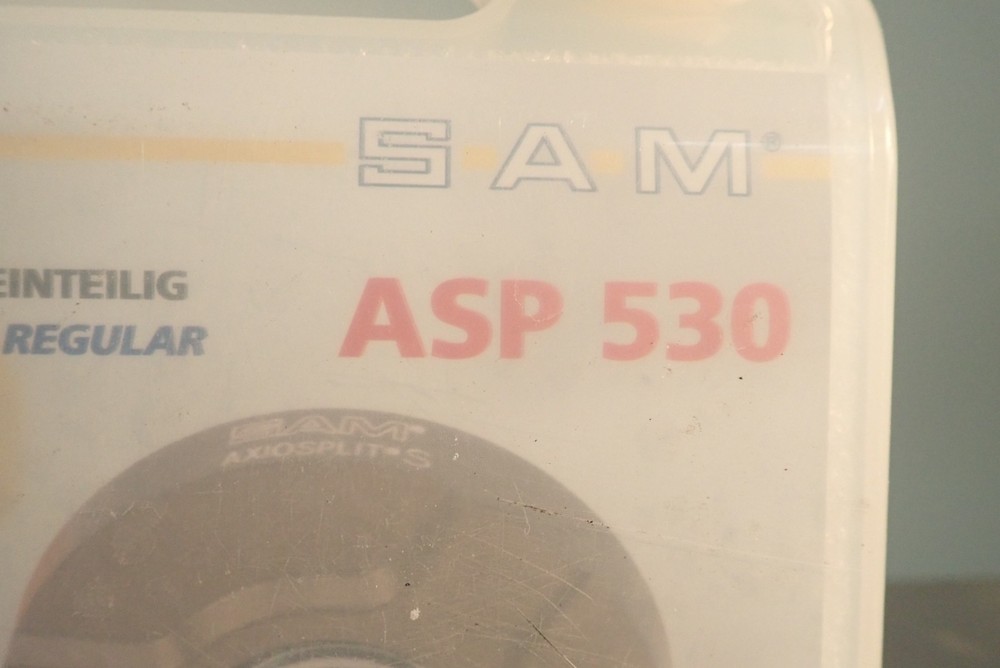 SAM®
EINTEILIG
REGULAR
ASP 530
SAM®
AXIOSPLIT® S